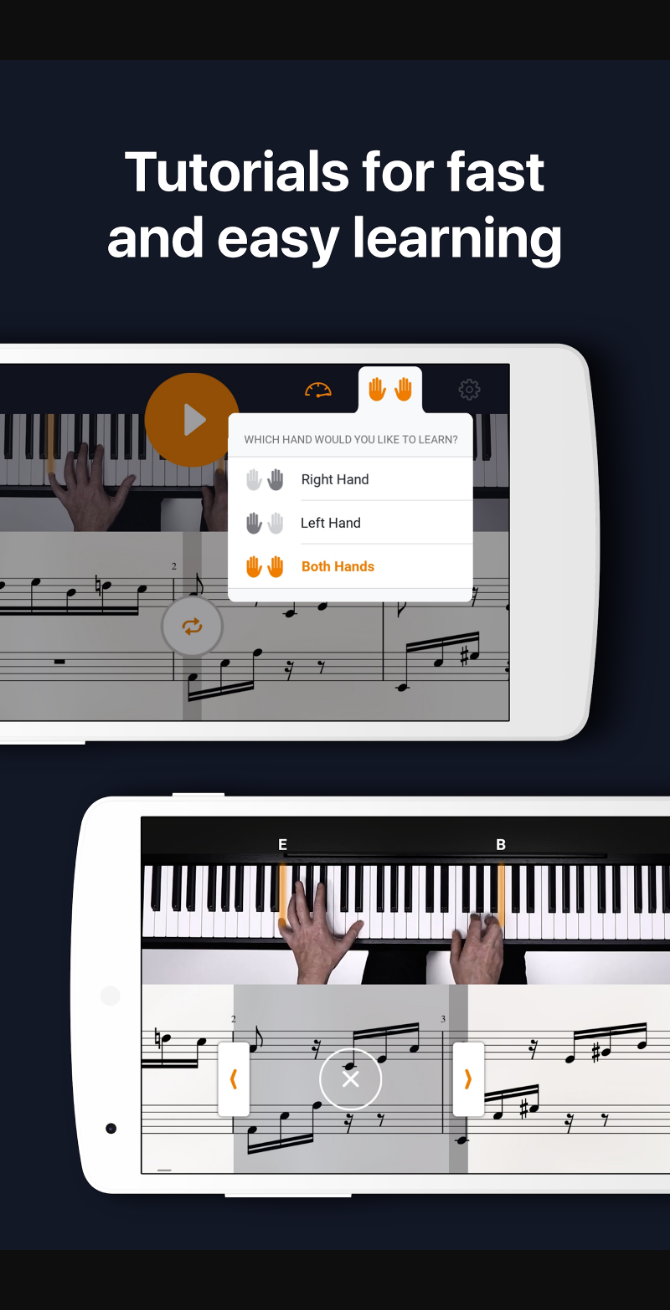 Tutorials for fast
and easy learning
WHICH HAND WOULD YOU LIKE TO LEARN?
Right Hand
Left Hand
Both Hands
2
E B
2 3